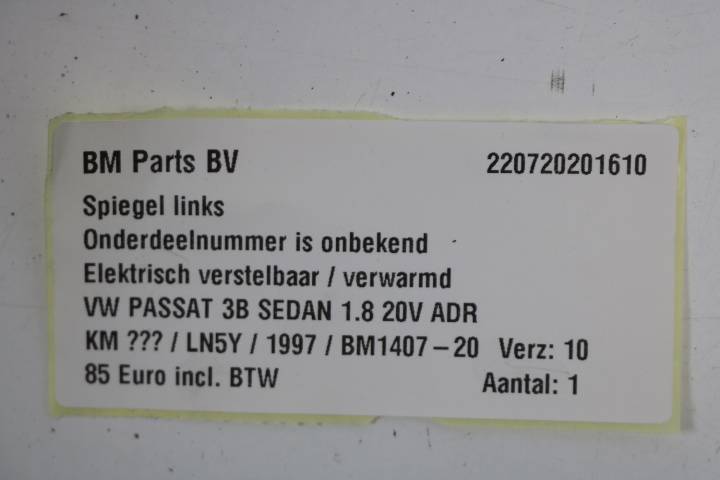 BM Parts BV 220720201610
Spiegel links
Onderdeelnummer is onbekend
Elektrisch verstelbaar / verwarmd
VW PASSAT 3B SEDAN 1.8 20V ADR
KM ??? / LN5Y / 1997 / BM1407-20 Verz: 10
85 Euro incl. BTW Aantal: 1